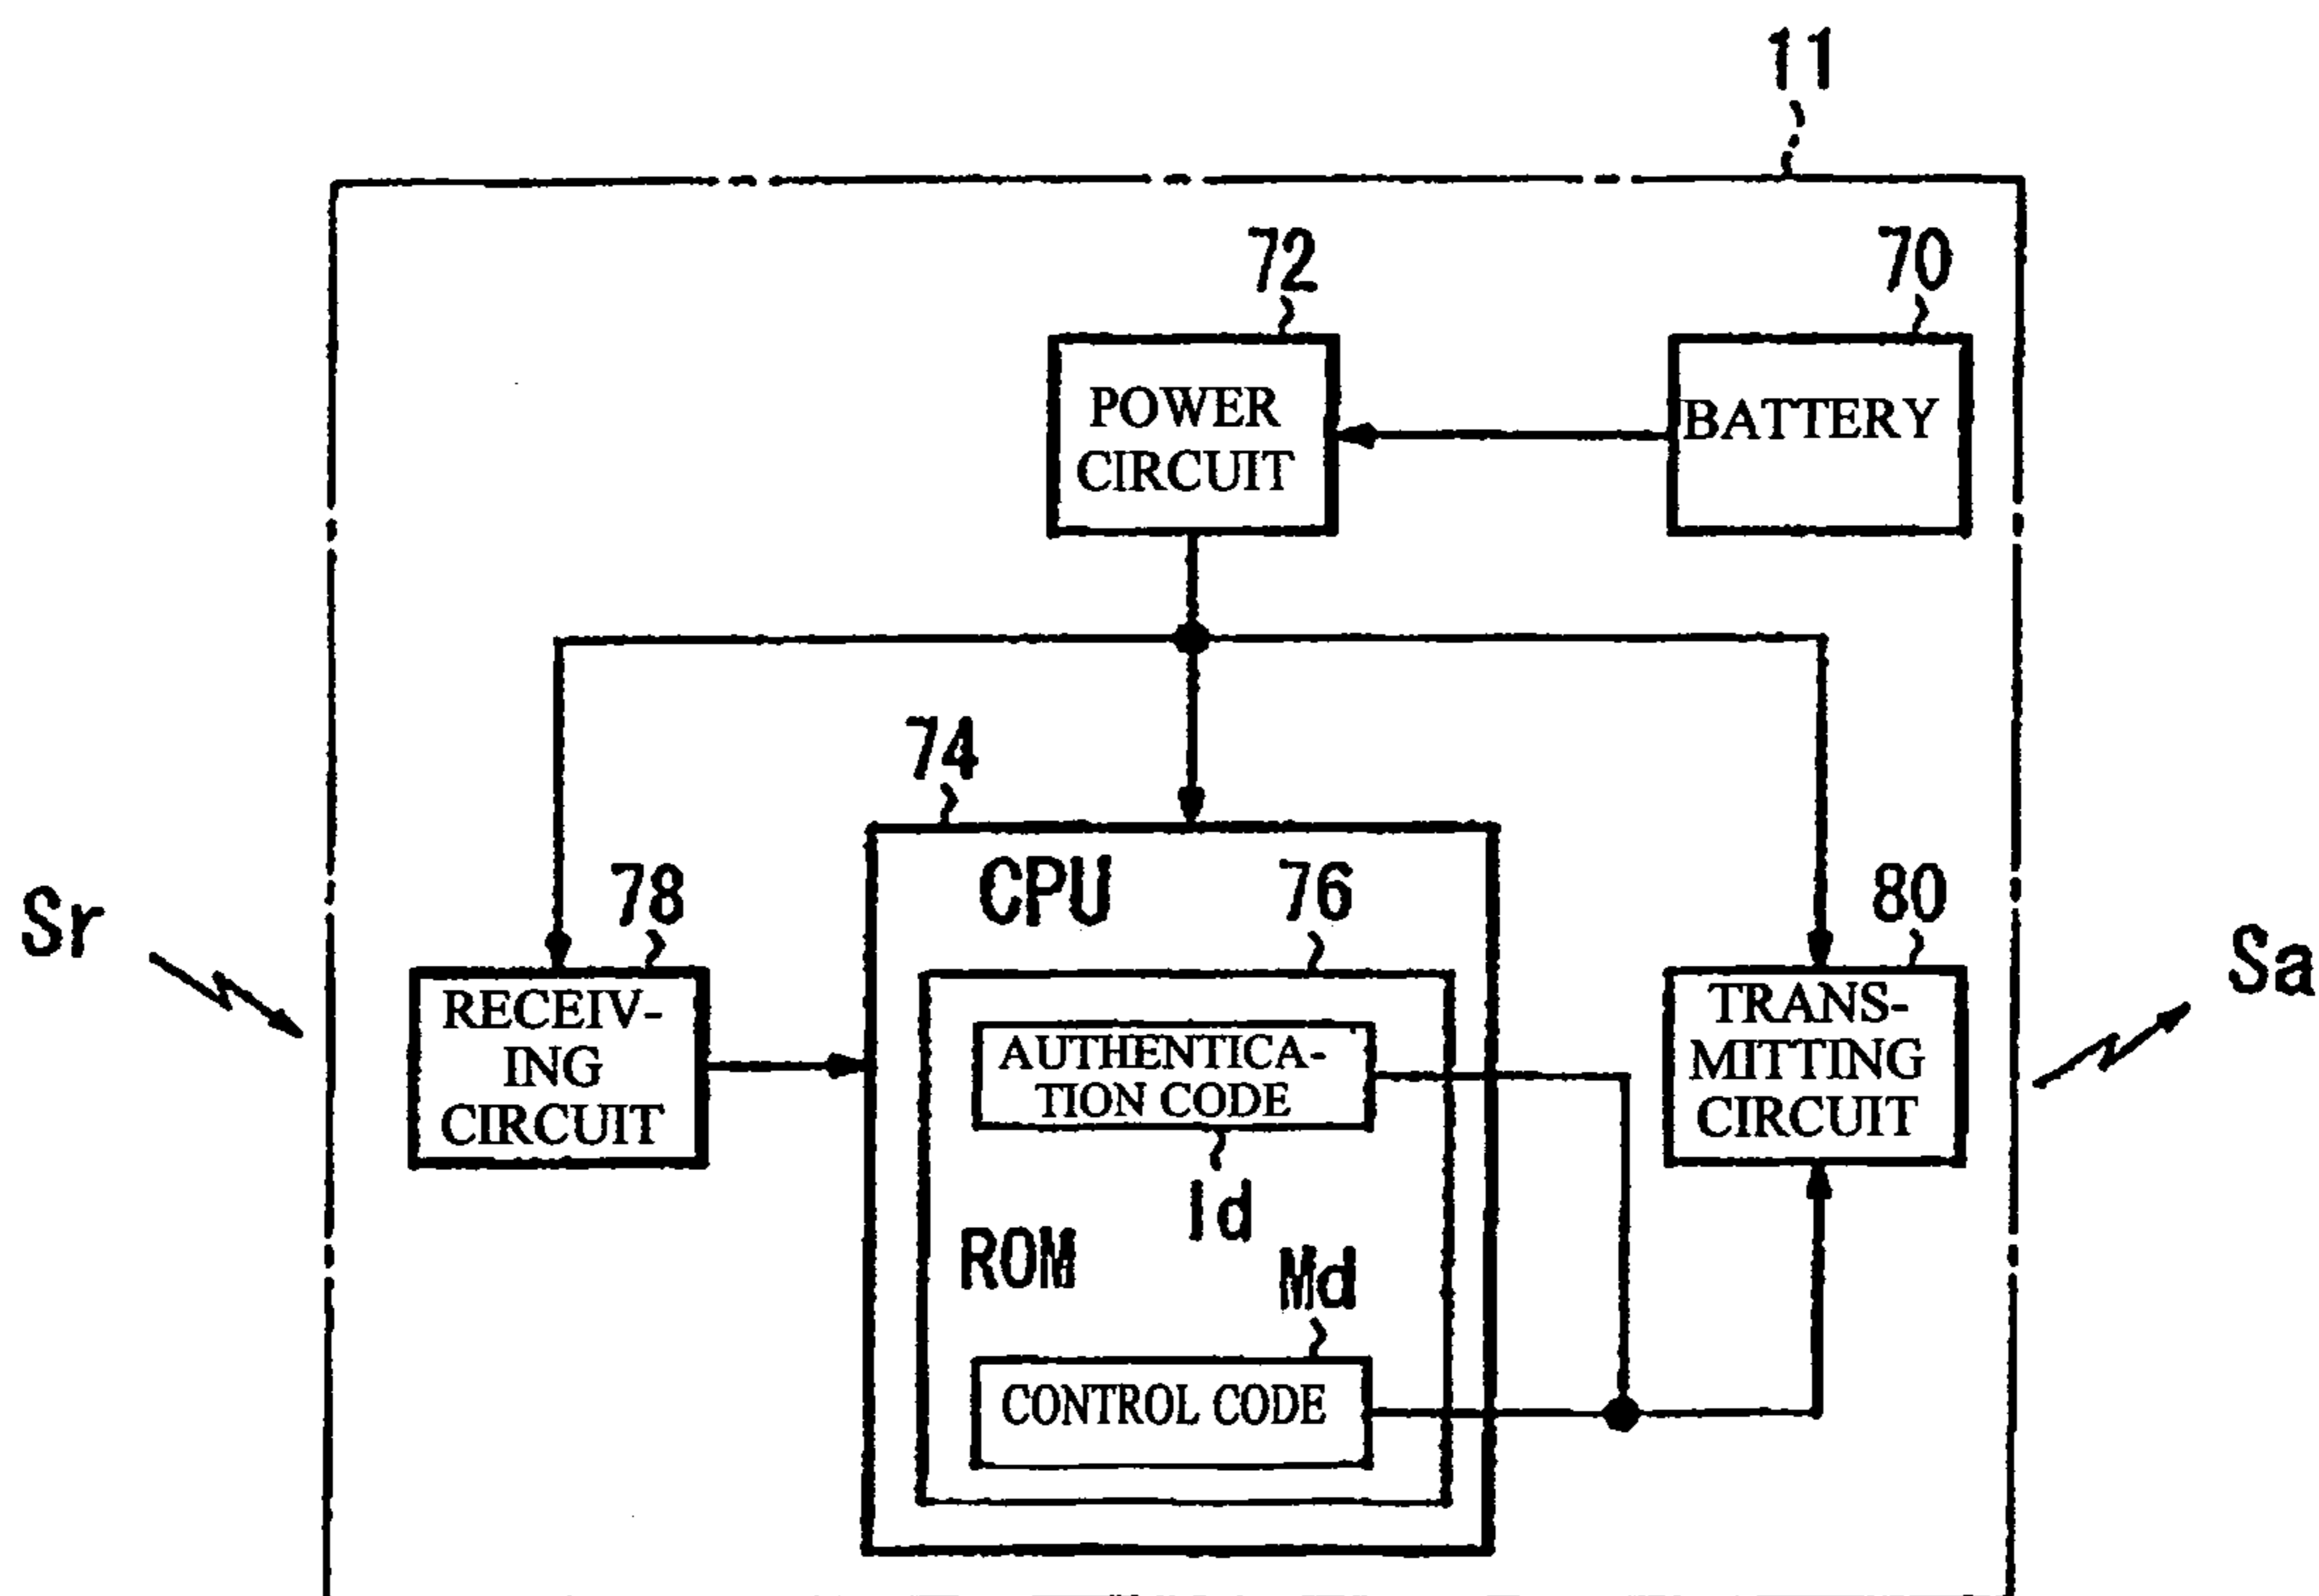 11
72
70
POWER
CIRCUIT
BATTERY
74
78
CPU
76
80
Sr
Sa
RECEIV-
ING
CIRCUIT
AUTHENTICA-
TION CODE
TRANS-
MITTING
CIRCUIT
Id
ROM
Md
CONTROL CODE